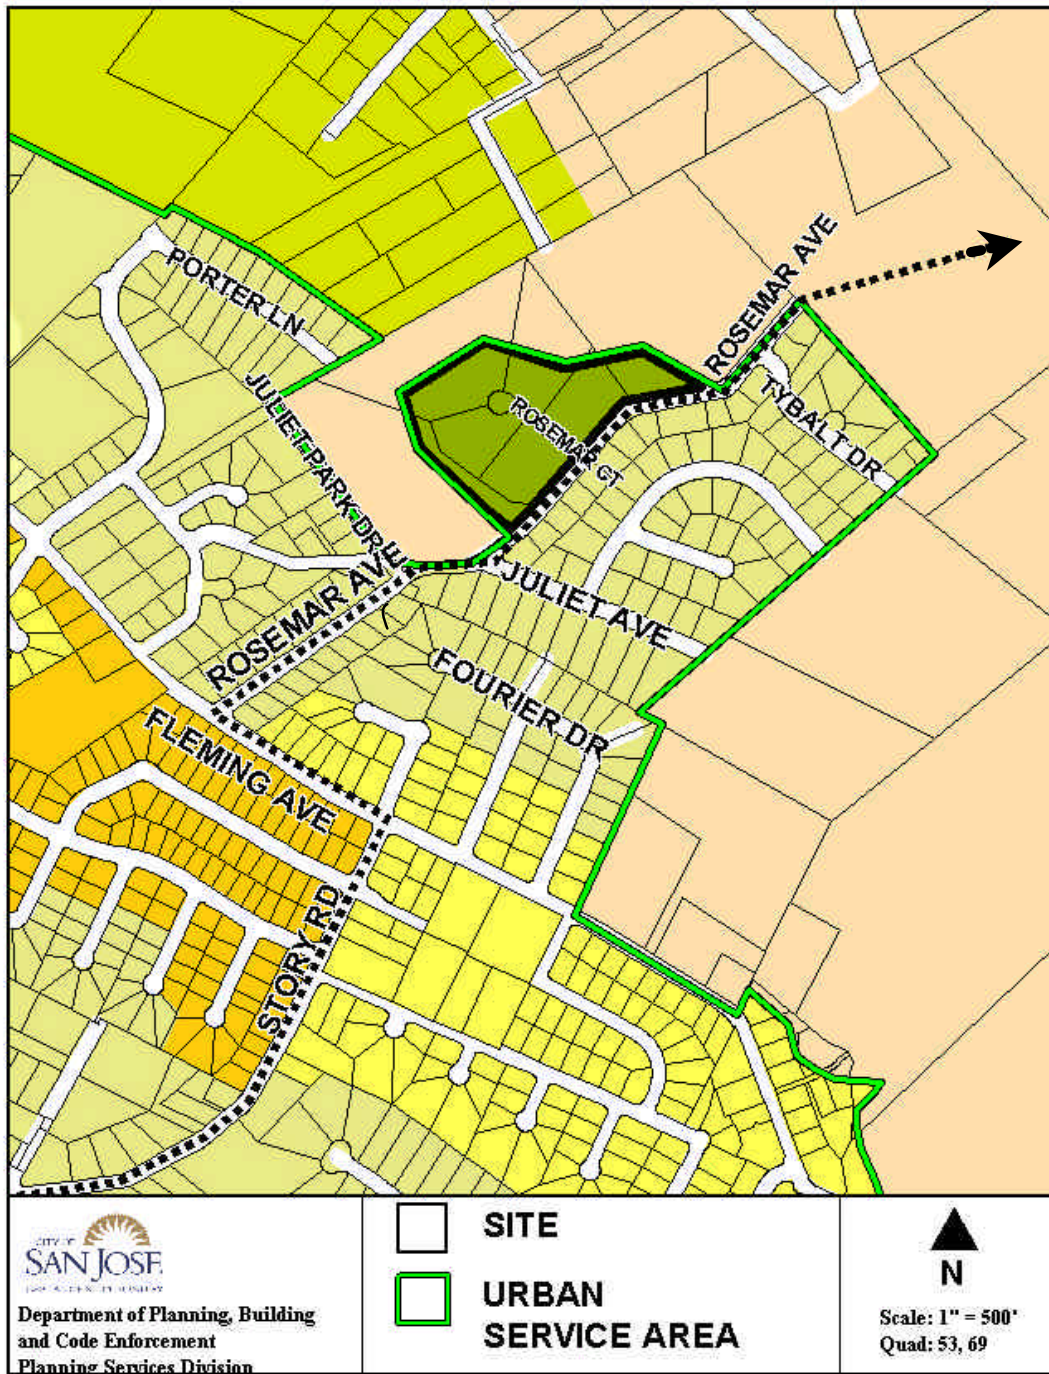 PORTER LN
ROSEMAR AVE
JULIET PARK DRIVE
ROSEMAR CT
TYBALT DR
ROSEMAR AVE
JULIET AVE
FOURIER DR
FLEMING AVE
STORY RD
CITY OF
SAN JOSE
Department of Planning, Building
and Code Enforcement
Planning Services Division
SITE
URBAN
SERVICE AREA
N
Scale: 1" = 500'
Quad: 53, 69